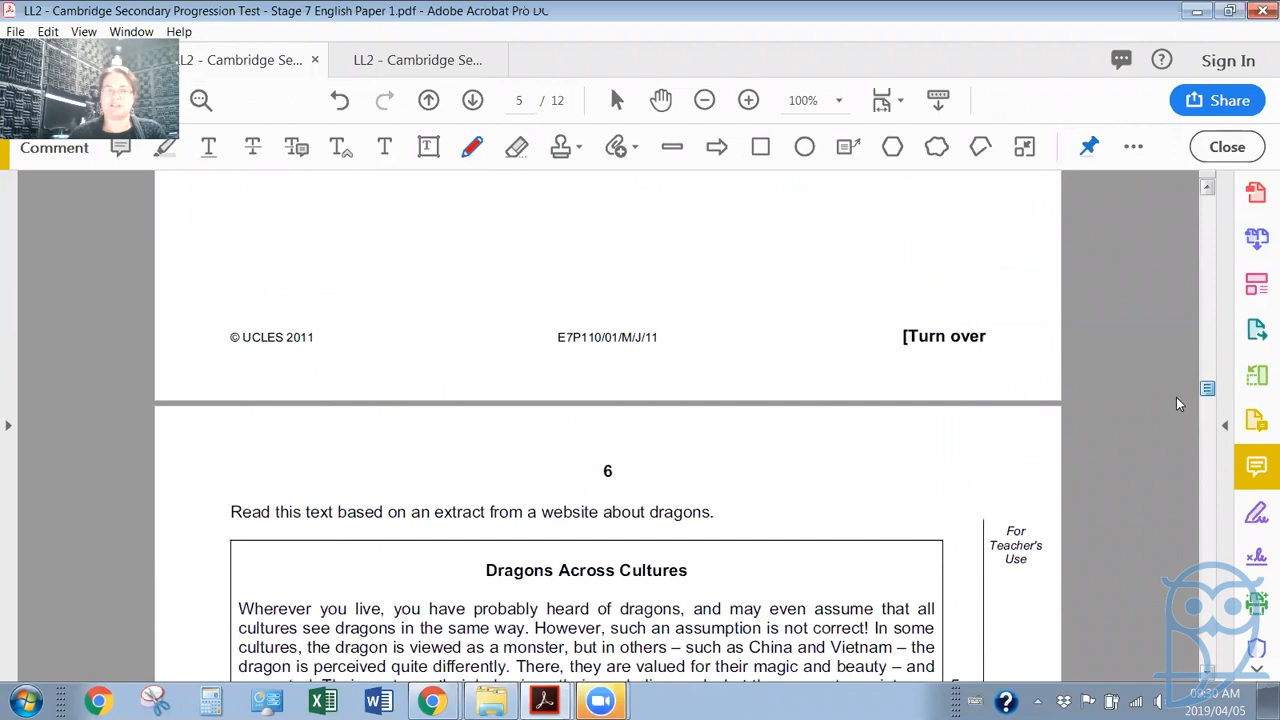 LL2 - Cambridge Secondary Progression Test - Stage 7 English Paper 1.pdf - Adobe Acrobat Pro DC
File Edit View Window Help
LL2 - Cambridge Se... LL2 - Cambridge Se... Sign In
5 / 12 100% Share
Comment Close
© UCLES 2011 E7P110/01/M/J/11 [Turn over
6
Read this text based on an extract from a website about dragons.
For
Teacher's
Use
Dragons Across Cultures
Wherever you live, you have probably heard of dragons, and may even assume that all
cultures see dragons in the same way. However, such an assumption is not correct! In some
cultures, the dragon is viewed as a monster, but in others – such as China and Vietnam – the
dragon is perceived quite differently. There, they are valued for their magic and beauty – and
09:30 AM
2019/04/05